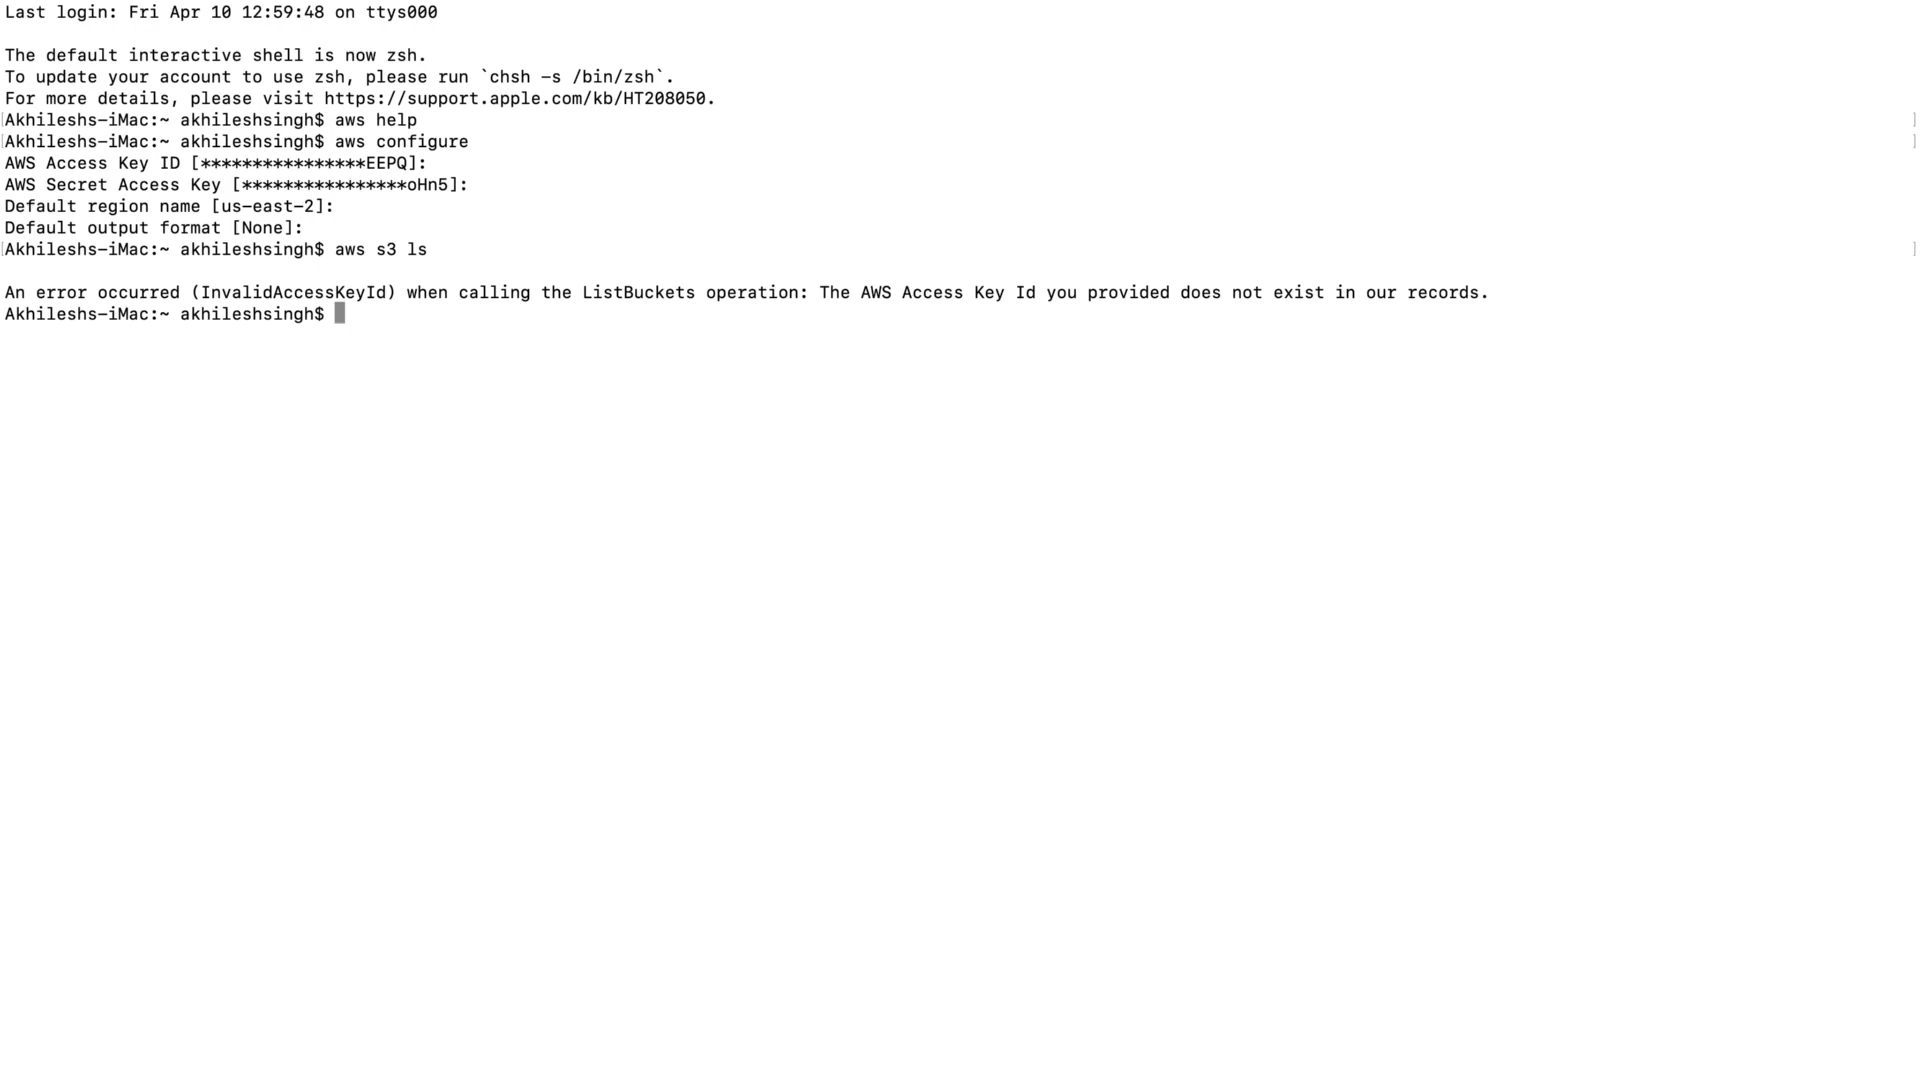 Last login: Fri Apr 10 12:59:48 on ttys000
The default interactive shell is now zsh.
To update your account to use zsh, please run `chsh -s /bin/zsh`.
For more details, please visit https://support.apple.com/kb/HT208050.
[Akhileshs-iMac:~ akhileshsingh$ aws help ]
[Akhileshs-iMac:~ akhileshsingh$ aws configure ]
AWS Access Key ID [****************EEPQ]:
AWS Secret Access Key [****************oHn5]:
Default region name [us-east-2]:
Default output format [None]:
[Akhileshs-iMac:~ akhileshsingh$ aws s3 ls ]
An error occurred (InvalidAccessKeyId) when calling the ListBuckets operation: The AWS Access Key Id you provided does not exist in our records.
Akhileshs-iMac:~ akhileshsingh$